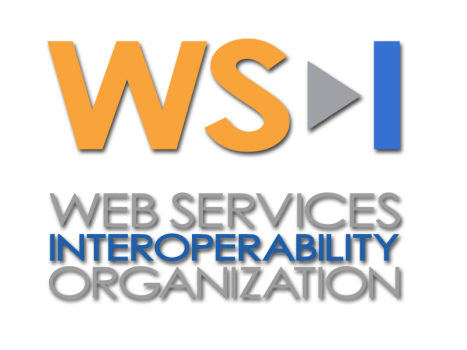 WS▸I
WEB SERVICES
INTEROPERABILITY
ORGANIZATION